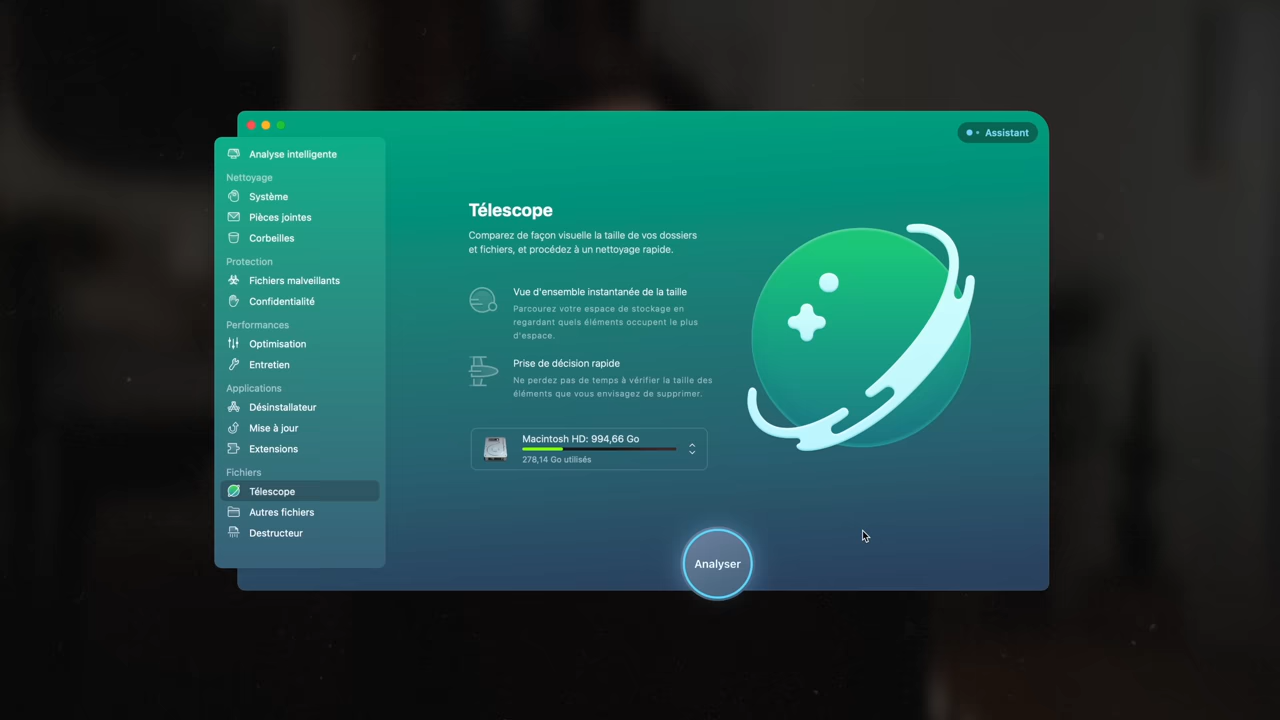 Assistant
Analyse intelligente
Nettoyage
Système
Pièces jointes
Corbeilles
Protection
Fichiers malveillants
Confidentialité
Performances
Optimisation
Entretien
Applications
Désinstallateur
Mise à jour
Extensions
Fichiers
Télescope
Autres fichiers
Destructeur
Télescope
Comparez de façon visuelle la taille de vos dossiers
et fichiers, et procédez à un nettoyage rapide.
Vue d'ensemble instantanée de la taille
Parcourez votre espace de stockage en
regardant quels éléments occupent le plus
d'espace.
Prise de décision rapide
Ne perdez pas de temps à vérifier la taille des
éléments que vous envisagez de supprimer.
Macintosh HD: 994,66 Go
278,14 Go utilisés
Analyser